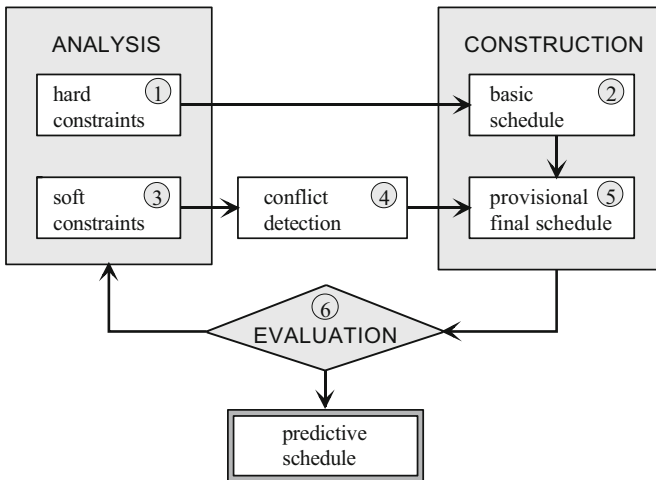 ANALYSIS
CONSTRUCTION
hard
constraints
1
basic
schedule
2
soft
constraints
3
conflict
detection
4
provisional
final schedule
5
6
EVALUATION
predictive
schedule